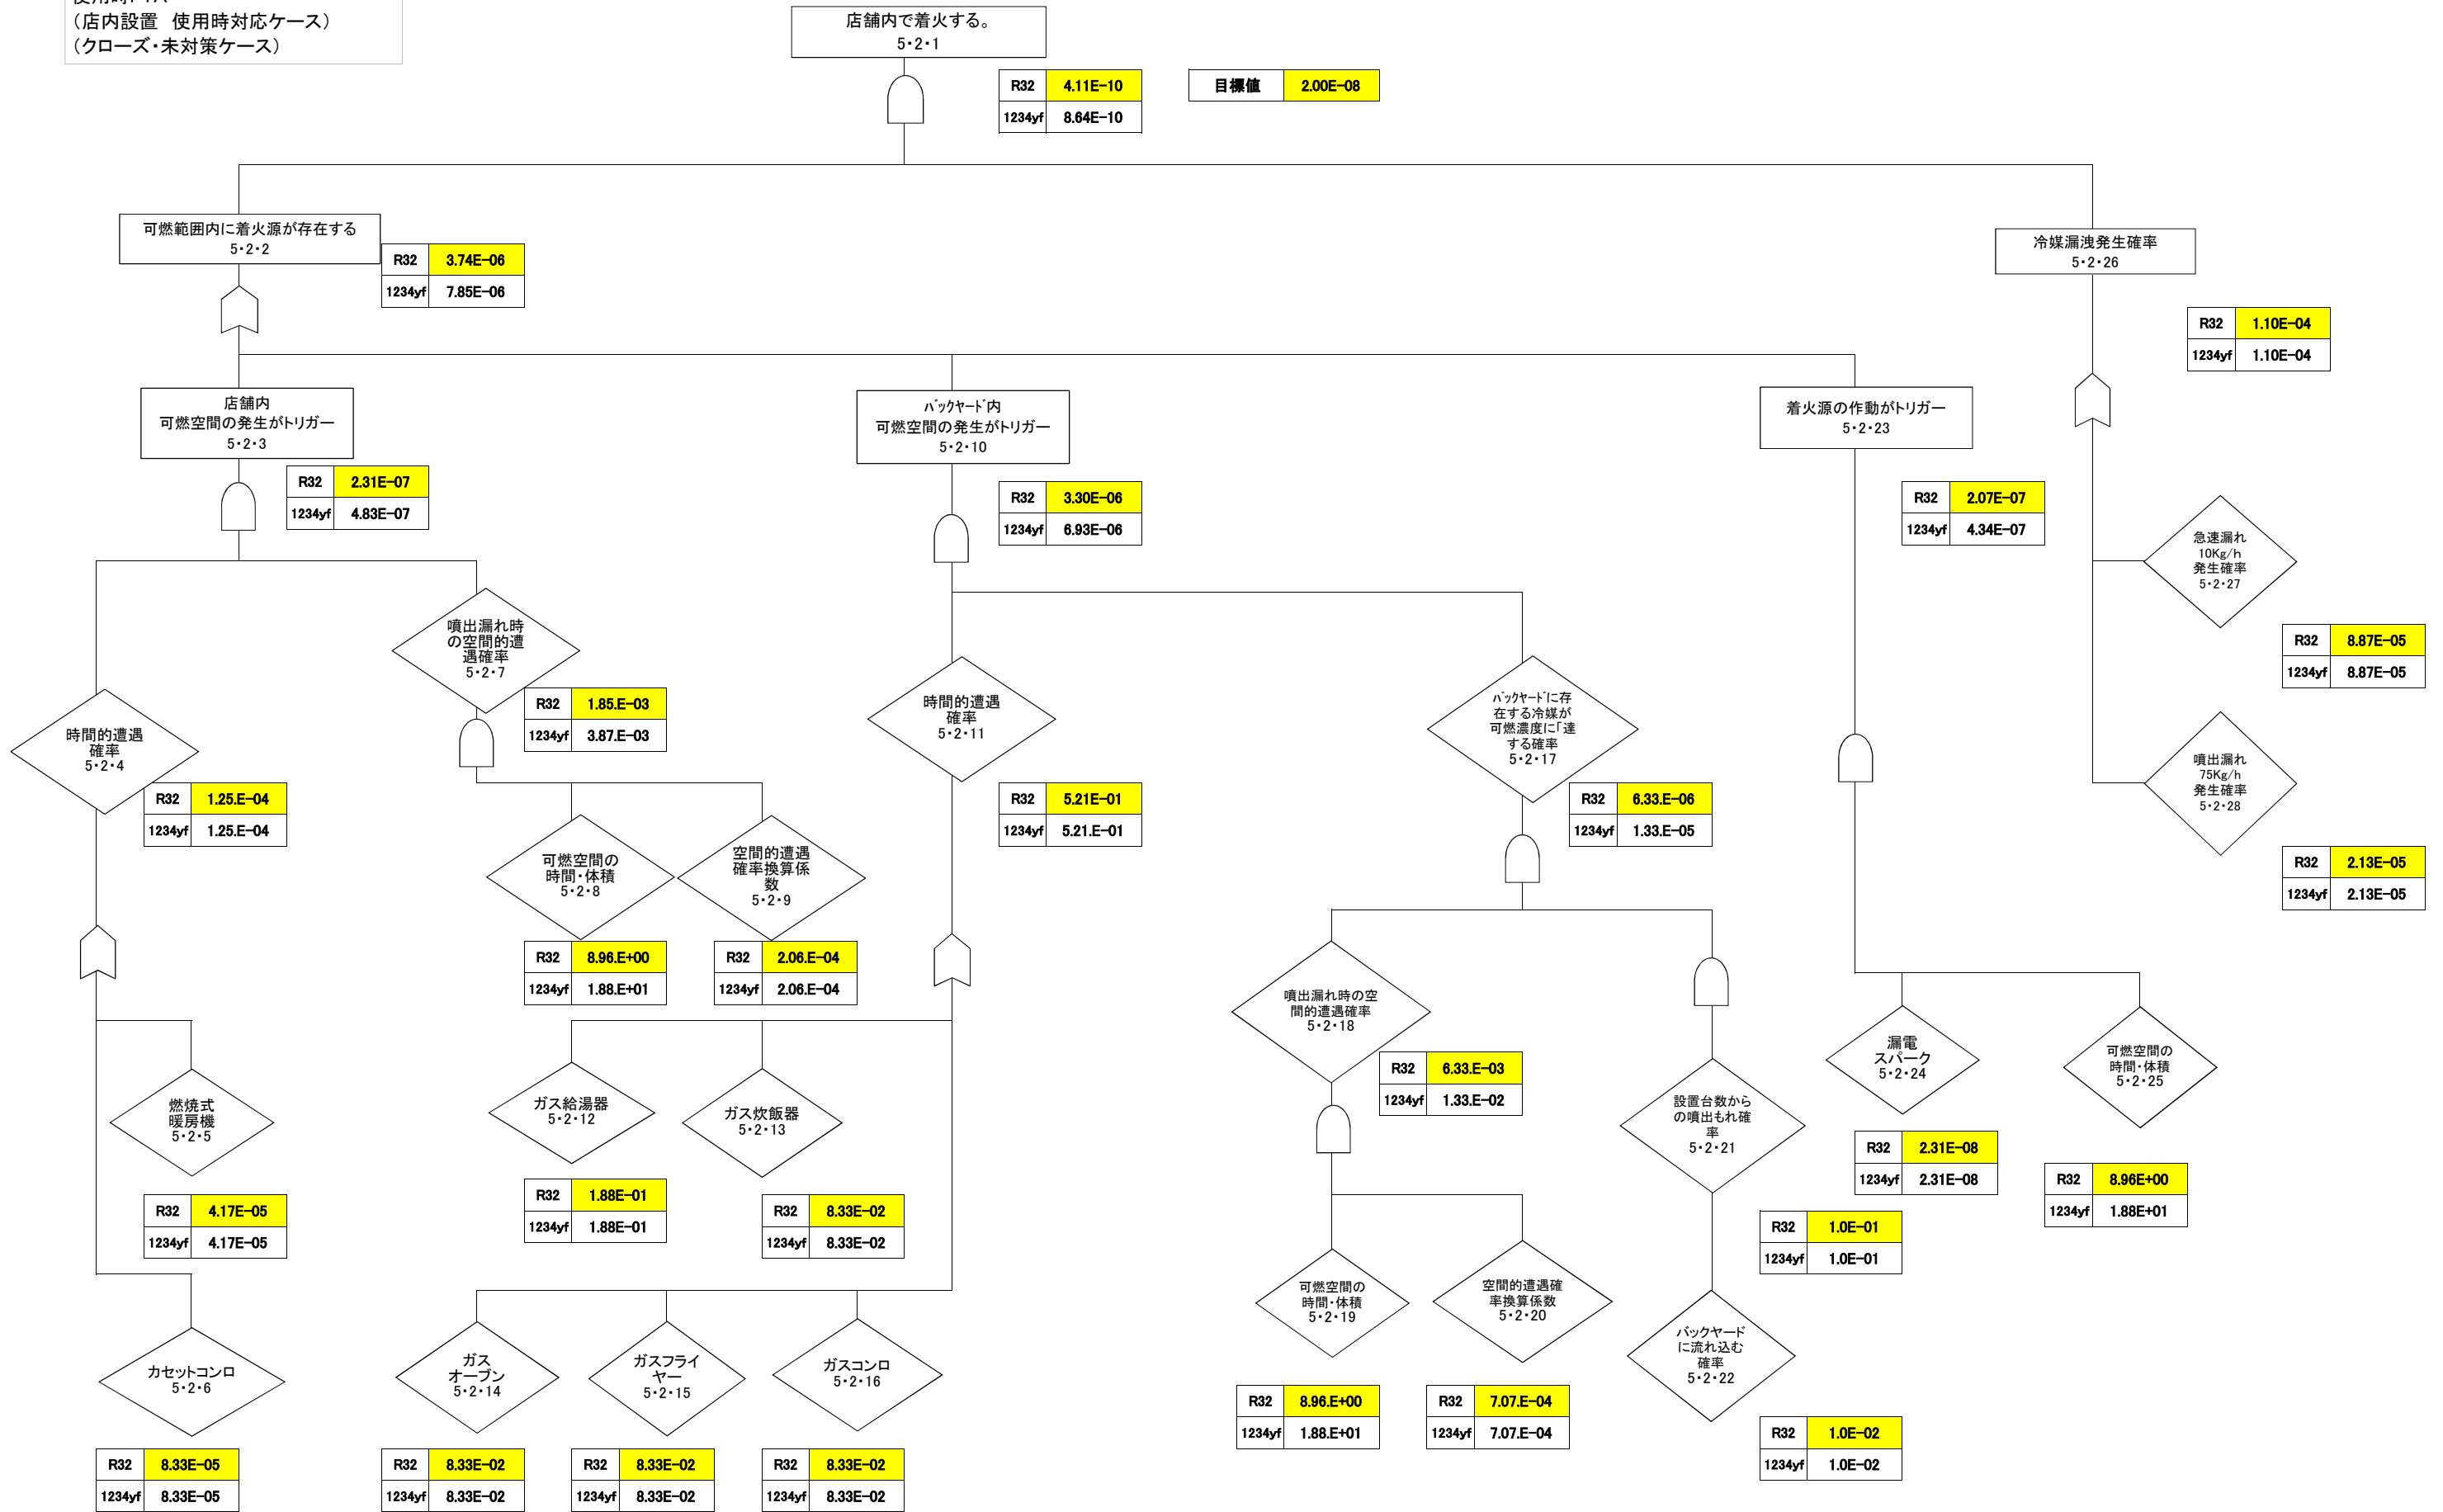 (店内設置 使用時対応ケース)
(クローズ・未対策ケース)
店舗内で着火する。
5・2・1
R32 4.11E-10
1234yf 8.64E-10
目標値 2.00E-08
可燃範囲内に着火源が存在する
5・2・2
R32 3.74E-06
1234yf 7.85E-06
冷媒漏洩発生確率
5・2・26
R32 1.10E-04
1234yf 1.10E-04
店舗内
可燃空間の発生がトリガー
5・2・3
R32 2.31E-07
1234yf 4.83E-07
バックヤード内
可燃空間の発生がトリガー
5・2・10
R32 3.30E-06
1234yf 6.93E-06
着火源の作動がトリガー
5・2・23
R32 2.07E-07
1234yf 4.34E-07
急速漏れ
10Kg/h
発生確率
5・2・27
R32 8.87E-05
1234yf 8.87E-05
噴出漏れ
75Kg/h
発生確率
5・2・28
R32 2.13E-05
1234yf 2.13E-05
時間的遭遇
確率
5・2・4
R32 1.25.E-04
1234yf 1.25.E-04
噴出漏れ時
の空間的遭
遇確率
5・2・7
R32 1.85.E-03
1234yf 3.87.E-03
時間的遭遇
確率
5・2・11
R32 5.21.E-01
1234yf 5.21.E-01
バックヤードに存
在する冷媒が
可燃濃度に「達
する確率
5・2・17
R32 6.33.E-06
1234yf 1.33.E-05
可燃空間の
時間・体積
5・2・8
R32 8.96.E+00
1234yf 1.88.E+01
空間的遭遇
確率換算係
数
5・2・9
R32 2.06.E-04
1234yf 2.06.E-04
噴出漏れ時の空
間的遭遇確率
5・2・18
R32 6.33.E-03
1234yf 1.33.E-02
設置台数から
の噴出もれ確
率
5・2・21
R32 1.0E-01
1234yf 1.0E-01
漏電
スパーク
5・2・24
R32 2.31E-08
1234yf 2.31E-08
可燃空間の
時間・体積
5・2・25
R32 8.96E+00
1234yf 1.88E+01
燃焼式
暖房機
5・2・5
R32 4.17E-05
1234yf 4.17E-05
ガス給湯器
5・2・12
R32 1.88E-01
1234yf 1.88E-01
ガス炊飯器
5・2・13
R32 8.33E-02
1234yf 8.33E-02
カセットコンロ
5・2・6
R32 8.33E-05
1234yf 8.33E-05
ガス
オーブン
5・2・14
R32 8.33E-02
1234yf 8.33E-02
ガスフライ
ヤー
5・2・15
R32 8.33E-02
1234yf 8.33E-02
ガスコンロ
5・2・16
R32 8.33E-02
1234yf 8.33E-02
可燃空間の
時間・体積
5・2・19
R32 8.96.E+00
1234yf 1.88.E+01
空間的遭遇確
率換算係数
5・2・20
R32 7.07.E-04
1234yf 7.07.E-04
バックヤード
に流れ込む
確率
5・2・22
R32 1.0E-02
1234yf 1.0E-02